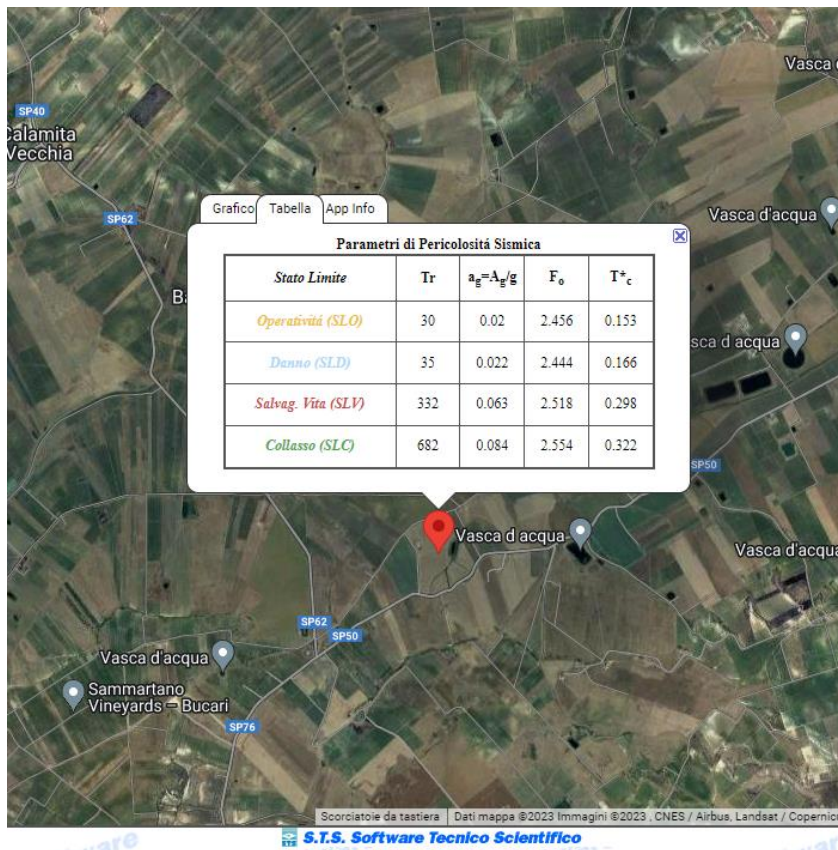 Vasca
SP40
Calamita
Vecchia
SP62
Grafico Tabella App Info
Vasca d'acqua
Parametri di Pericolositá Sismica
Stato Limite Tr ag=Ag/g Fo T*c
Operativitá (SLO) 30 0.02 2.456 0.153
Danno (SLD) 35 0.022 2.444 0.166
Salvag. Vita (SLV) 332 0.063 2.518 0.298
Collasso (SLC) 682 0.084 2.554 0.322
Ba
sca d acqua
SP50
Vasca d acqua
Vasca d'acqua
SP62
SP50
Vasca d'acqua
Sammartano
Vineyards – Bucari
SP76
Scorciatoie da tastiera Dati mappa ©2023 Immagini ©2023 , CNES / Airbus, Landsat / Copernic
S.T.S. Software Tecnico Scientifico